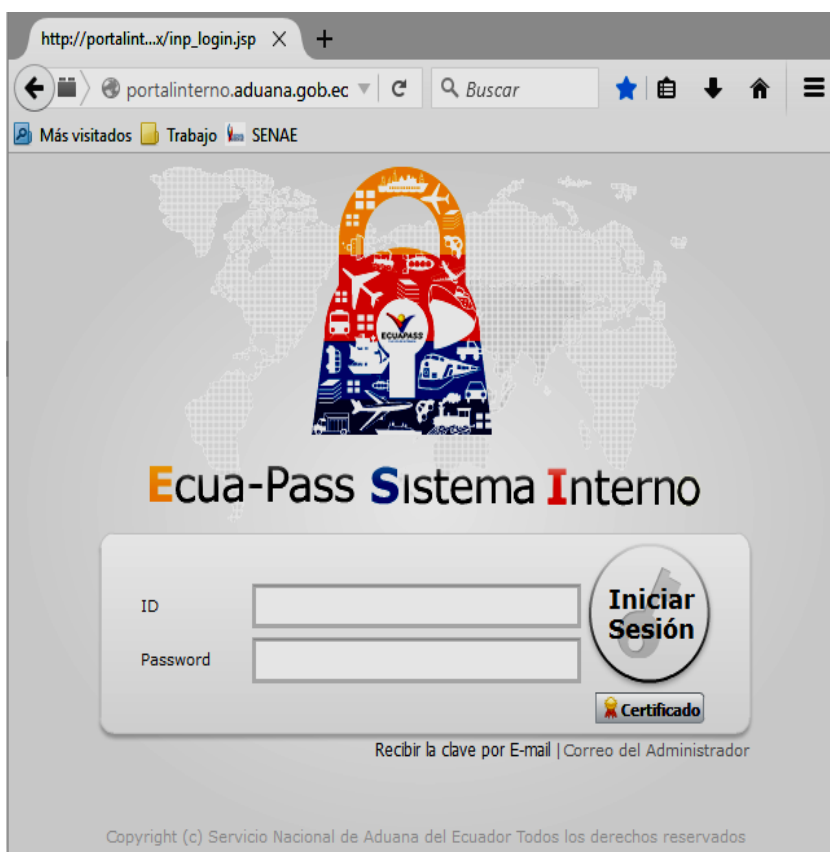 http://portalint...x/inp_login.jsp
portalinterno.aduana.gob.ec Buscar
Más visitados Trabajo SENAE
ECUAPASS
Ecua-Pass Sistema Interno
ID
Iniciar
Sesión
Password
Certificado
Recibir la clave por E-mail | Correo del Administrador
Copyright (c) Servicio Nacional de Aduana del Ecuador Todos los derechos reservados